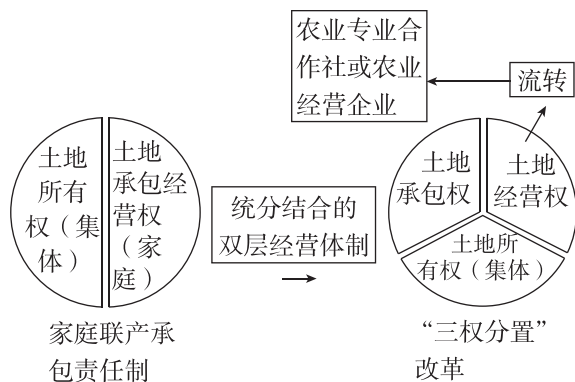 农业专业合
作社或农业
经营企业
流转
土地
所有
权（集
体）
土地
承包经
营权
（家
庭）
统分结合的
双层经营体制
土地
承包权
土地
经营权
土地所
有权（集体）
家庭联产承
包责任制
“三权分置”
改革